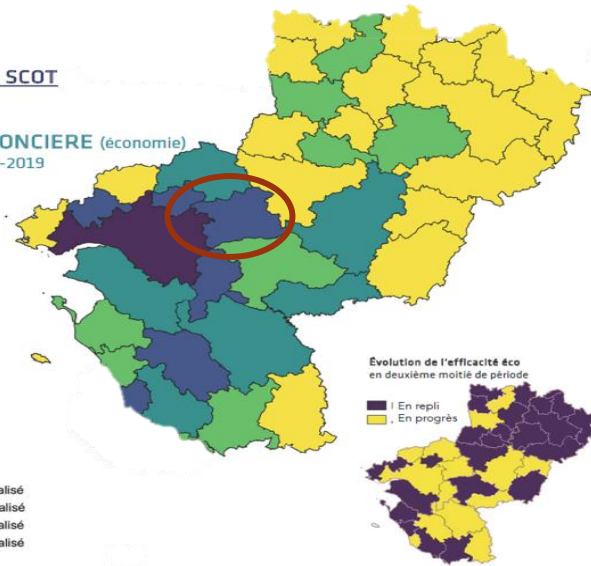 SCOT
ONCIERE (économie)
-2019
Évolution de l'efficacité éco
en deuxième moitié de période
! En repli
, En progrès
alisé
alisé
alisé
alisé